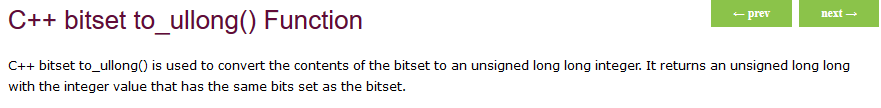 C++ bitset to_ullong() Function
← prev
next →
C++ bitset to_ullong() is used to convert the contents of the bitset to an unsigned long long integer. It returns an unsigned long long
with the integer value that has the same bits set as the bitset.